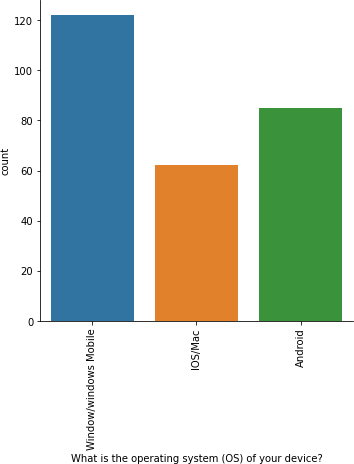 120
100
80
60
40
20
0
count
Window/windows Mobile
IOS/Mac
Android
What is the operating system (OS) of your device?